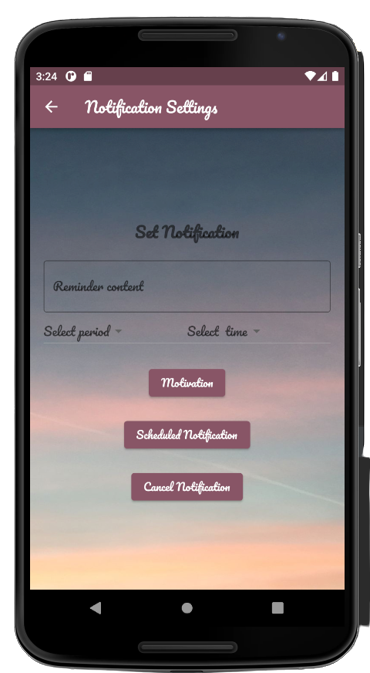 3:24
Notification Settings
Set Notification
Reminder content
Select period
Select time
Motivation
Scheduled Notification
Cancel Notification